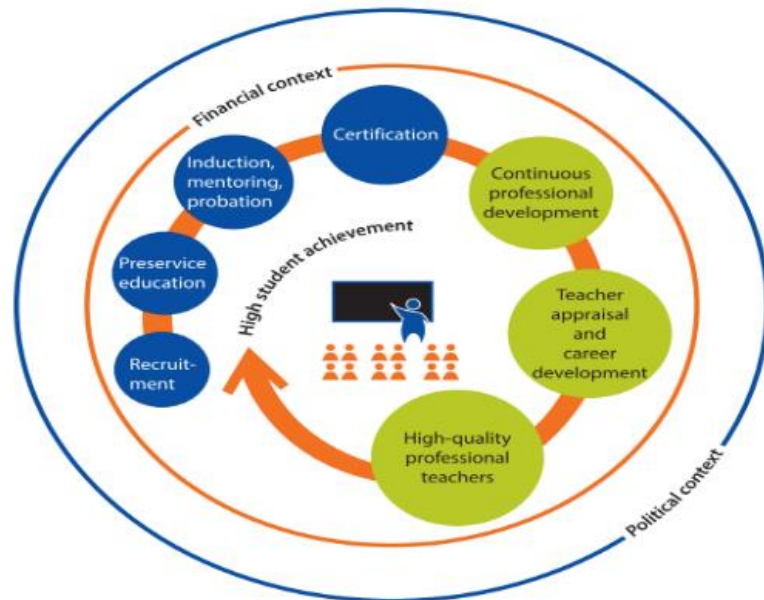 Financial context
Certification
Induction,
mentoring,
probation
Continuous
professional
development
High student achievement
Preservice
education
Teacher
appraisal
and
career
development
Recruit-
ment
High-quality
professional
teachers
Political context